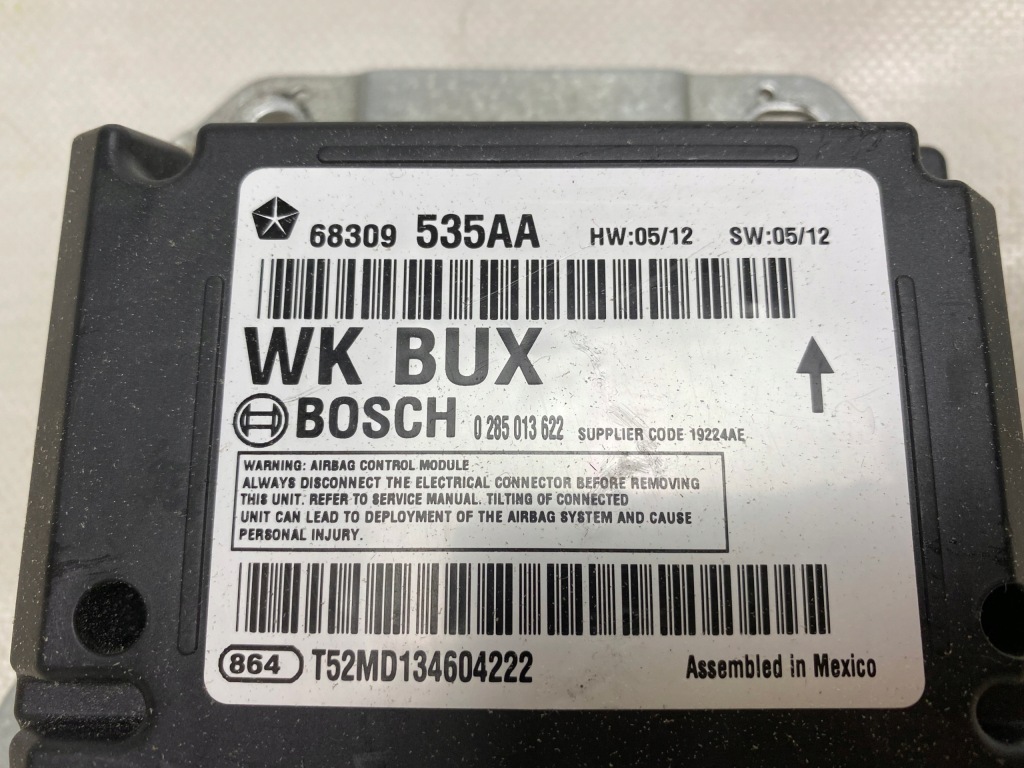 68309 535AA HW:05/12 SW:05/12
WK BUX
BOSCH 0 285 013 622 SUPPLIER CODE 19224AE
WARNING: AIRBAG CONTROL MODULE
ALWAYS DISCONNECT THE ELECTRICAL CONNECTOR BEFORE REMOVING
THIS UNIT. REFER TO SERVICE MANUAL. TILTING OF CONNECTED
UNIT CAN LEAD TO DEPLOYMENT OF THE AIRBAG SYSTEM AND CAUSE
PERSONAL INJURY.
864 T52MD134604222 Assembled in Mexico